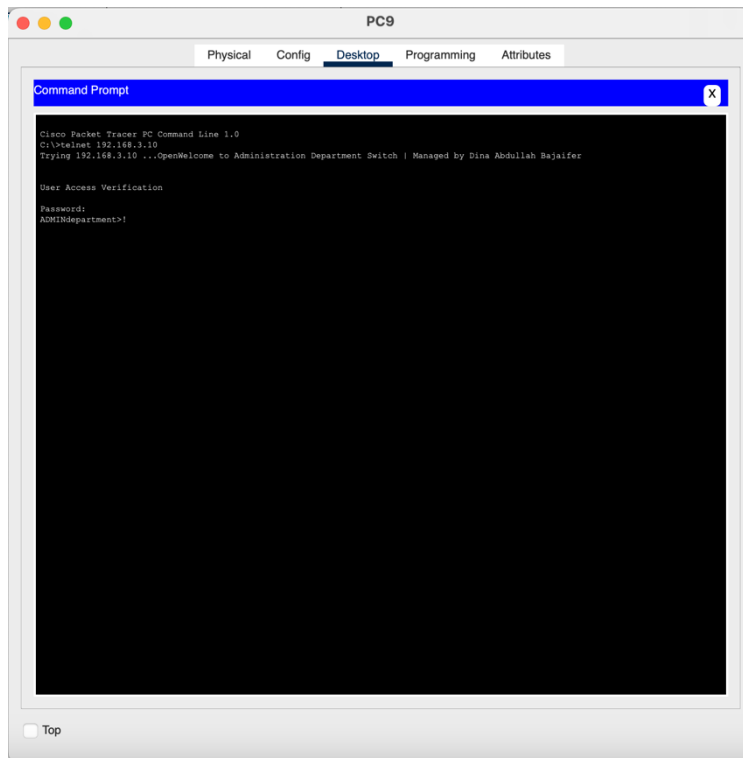 PC9
Physical Config Desktop Programming Attributes
Command Prompt
X
Cisco Packet Tracer PC Command Line 1.0
C:\>telnet 192.168.3.10
Trying 192.168.3.10 ...OpenWelcome to Administration Department Switch | Managed by Dina Abdullah Bajaifer
User Access Verification
Password:
ADMINdepartment>!
Top